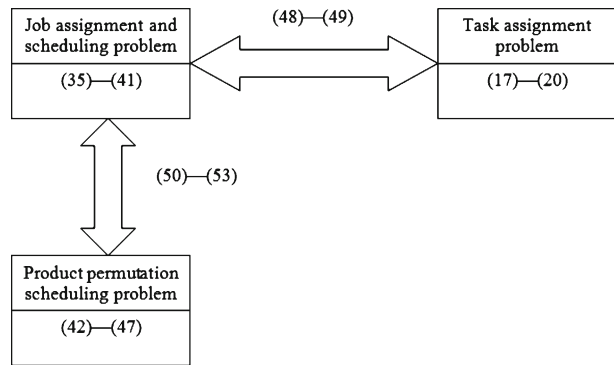 Job assignment and
scheduling problem
(35)—(41)
(48)—(49)
Task assignment
problem
(17)—(20)
(50)—(53)
Product permutation
scheduling problem
(42)—(47)